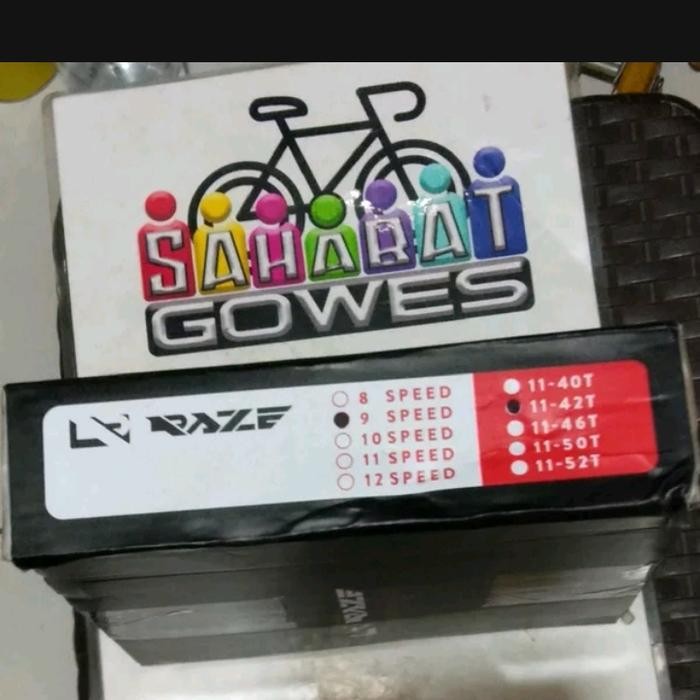 SAHABAT
GOWES
RAZE
8 SPEED
9 SPEED
10 SPEED
11 SPEED
12 SPEED
11-40T
11-42T
11-46T
11-50T
11-52T